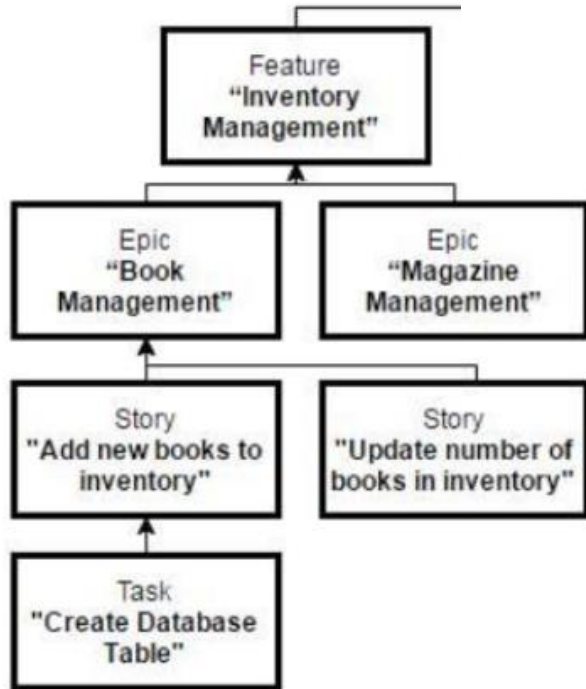 Feature
“Inventory
Management”
Epic
“Book
Management”
Epic
“Magazine
Management”
Story
"Add new books to
inventory"
Story
"Update number of
books in inventory"
Task
"Create Database
Table"